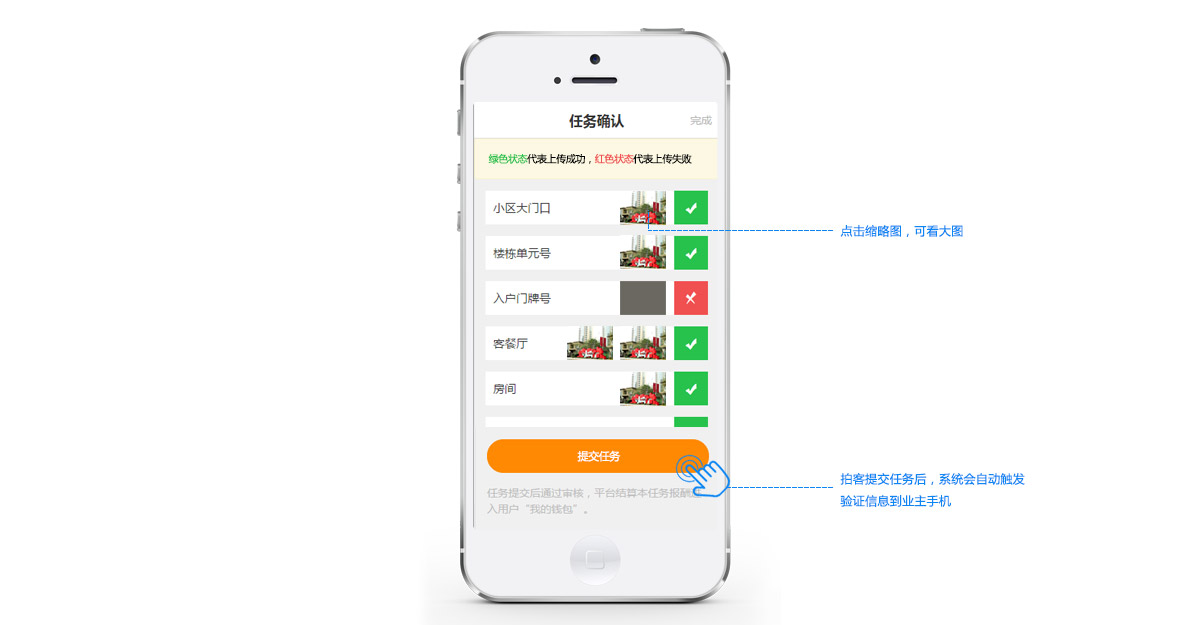 任务确认
完成
绿色状态代表上传成功，红色状态代表上传失败
小区大门口
点击缩略图，可看大图
楼栋单元号
入户门牌号
客餐厅
房间
提交任务
拍客提交任务后，系统会自动触发
验证信息到业主手机
任务提交后通过审核，平台结算本任务报酬
入用户“我的钱包”。